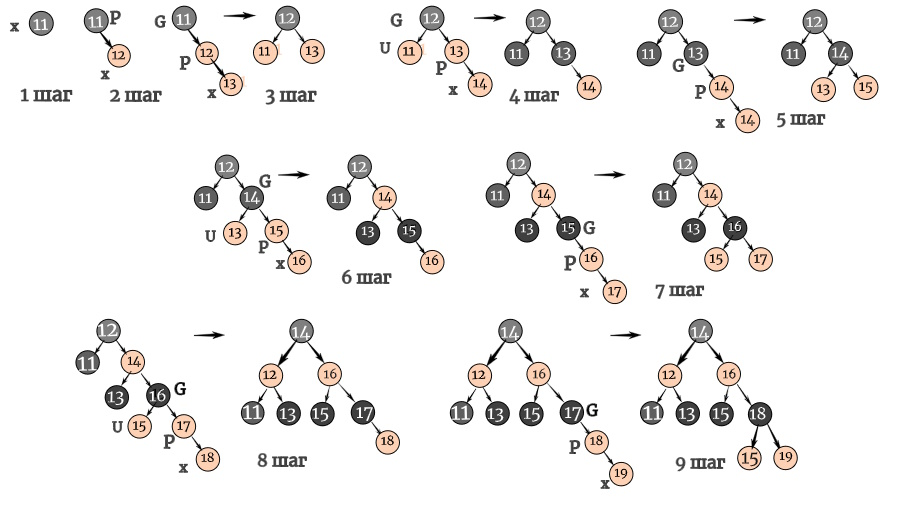 x 11 11 P 12 x G 11 P 12 x 13 12 11 13
1 шаг 2 шаг 3 шаг
G 12 U 11 13 P x 14 12 11 13 14
4 шаг
12 11 13 G P 14 x 14 12 11 14 13 15
5 шаг
12 G 11 14 U 13 15 P x 16 12 11 14 13 15 16
6 шаг
12 11 14 13 15 G P 16 x 17 12 11 14 13 16 15 17
7 шаг
12 11 14 13 16 G U 15 17 P x 18 14 12 16 11 13 15 17 18
8 шаг
14 12 16 11 13 15 17 G P 18 x 19 14 12 16 11 13 15 18 15 19
9 шаг